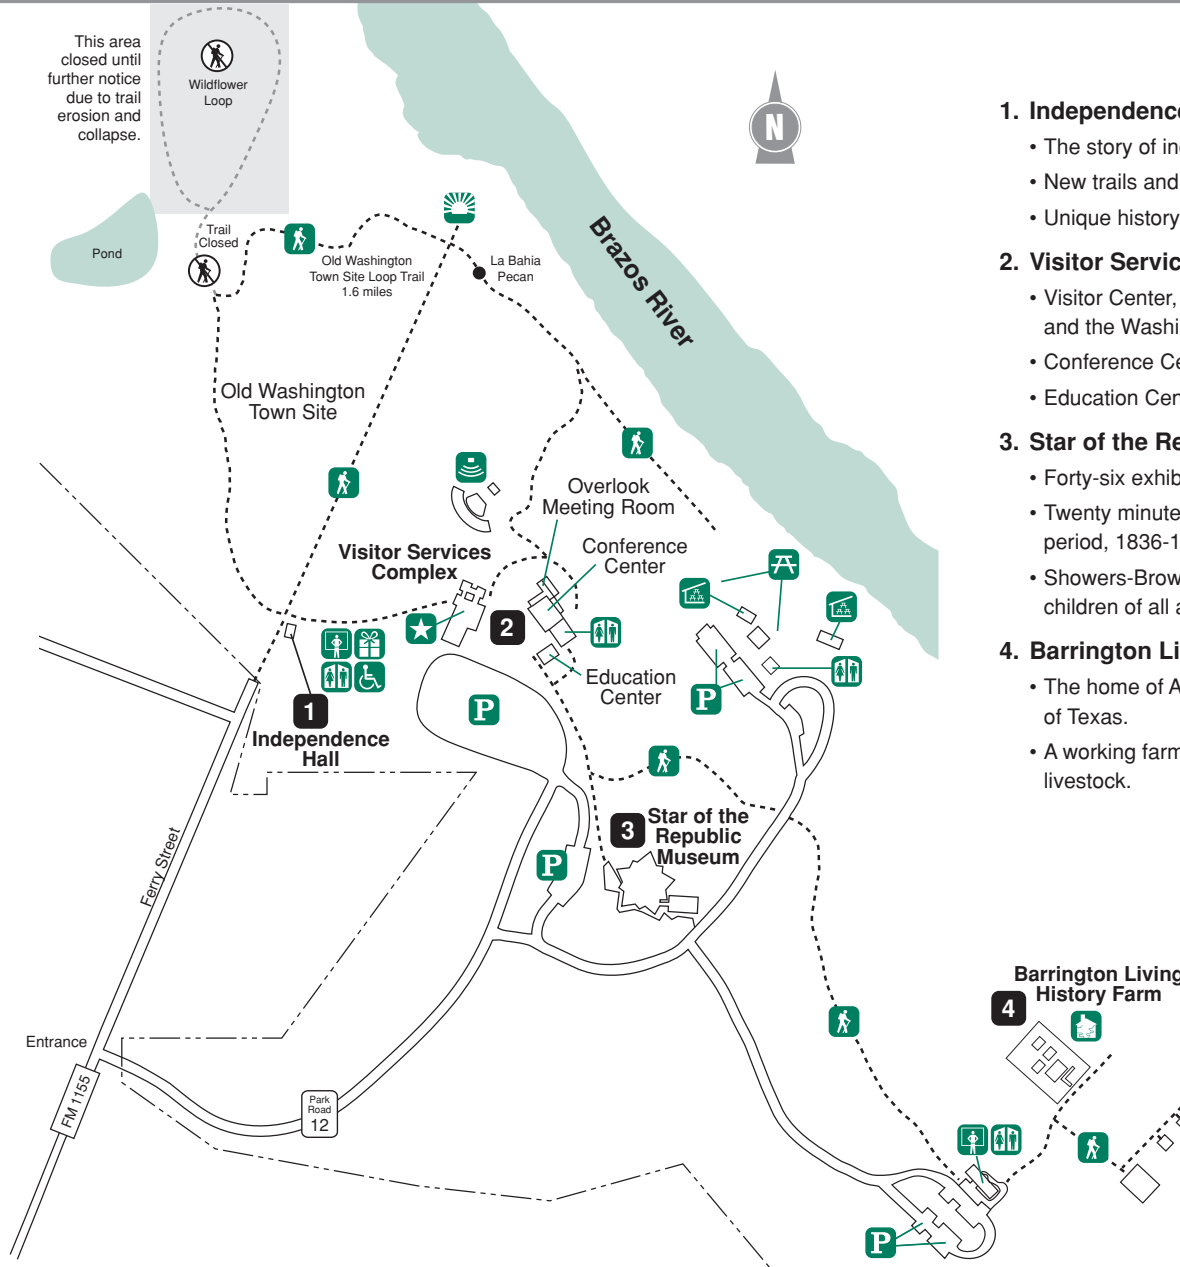 This area
closed until
further notice
due to trail
erosion and
collapse.
Wildflower
Loop
N
Pond
Trail
Closed
Old Washington
Town Site Loop Trail
1.6 miles
La Bahia
Pecan
Brazos River
Old Washington
Town Site
Overlook
Meeting Room
Conference
Center
Visitor Services
Complex
2
Education
Center
P
P
1
Independence
Hall
3
Star of the
Republic
Museum
P
Ferry Street
Entrance
FM 1155
Park
Road
12
Barrington Living
History Farm
4
P
1. Independence
• The story of in
• New trails and
• Unique history
2. Visitor Servic
• Visitor Center,
and the Washi
• Conference Ce
• Education Cen
3. Star of the Re
• Forty-six exhib
• Twenty minute
period, 1836-1
• Showers-Brow
children of all a
4. Barrington Li
• The home of A
of Texas.
• A working farm
livestock.